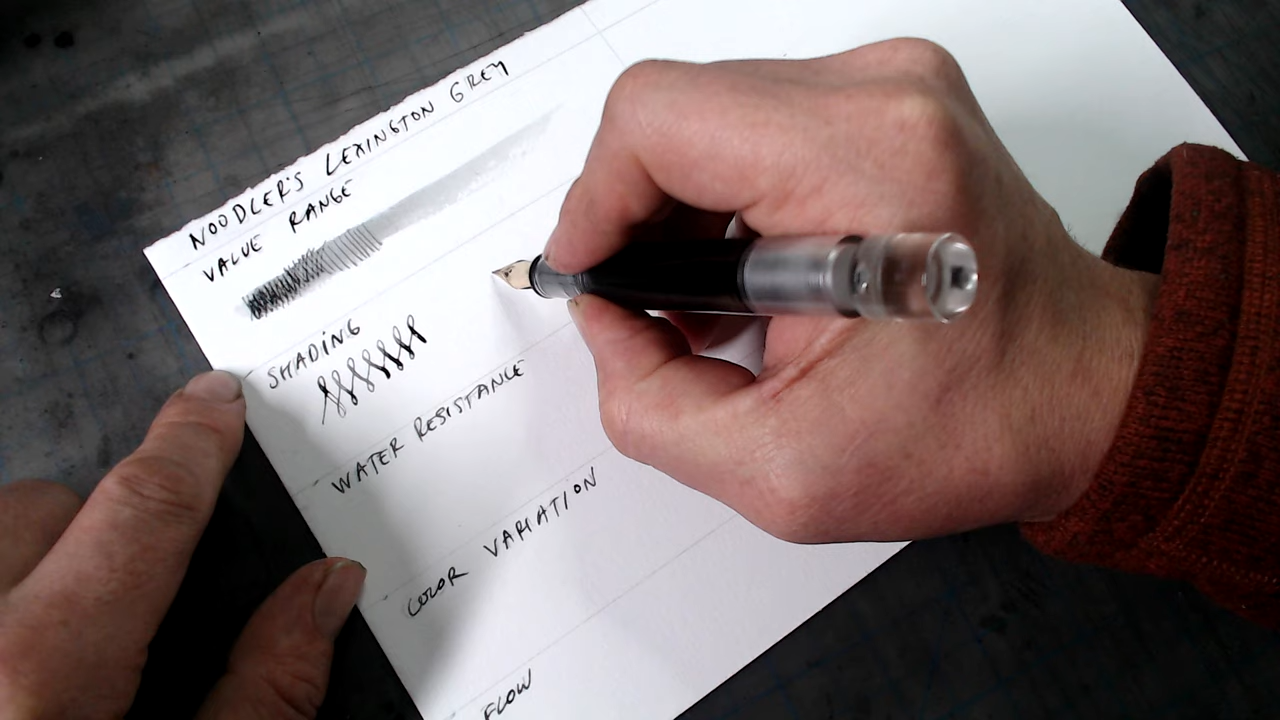 NOODLER'S LEXINGTON GREY
VALUE RANGE
SHADING
WATER RESISTANCE
COLOR VARIATION
FLOW